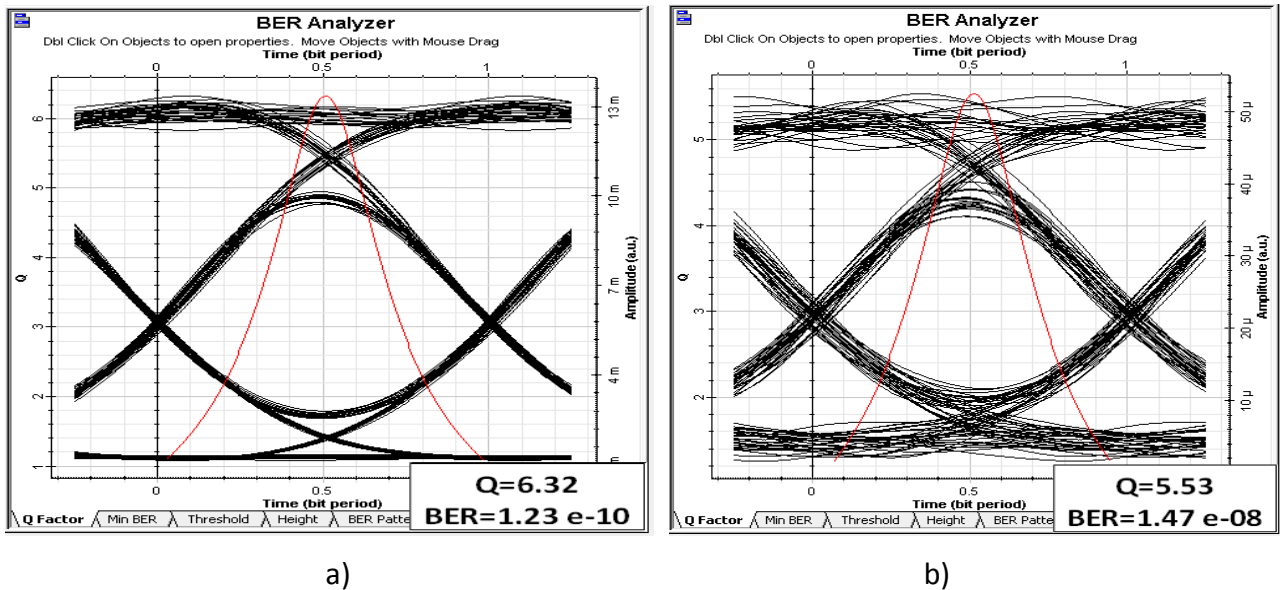 BER Analyzer
Dbl Click On Objects to open properties. Move Objects with Mouse Drag
Time (bit period)
0 0.5 1
Q
6
5
4
3
2
1
Amplitude (a.u.)
13 m
10 m
7 m
4 m
m
0 0.5
Time (bit period)
Q Factor Min BER Threshold Height BER Patte
Q=6.32
BER=1.23 e-10
a)
BER Analyzer
Dbl Click On Objects to open properties. Move Objects with Mouse Drag
Time (bit period)
0 0.5 1
Q
5
4
3
2
Amplitude (a.u.)
50 µ
40 µ
30 µ
20 µ
10 µ
0 0.5
Time (bit period)
Q Factor Min BER Threshold Height BER Patte
Q=5.53
BER=1.47 e-08
b)